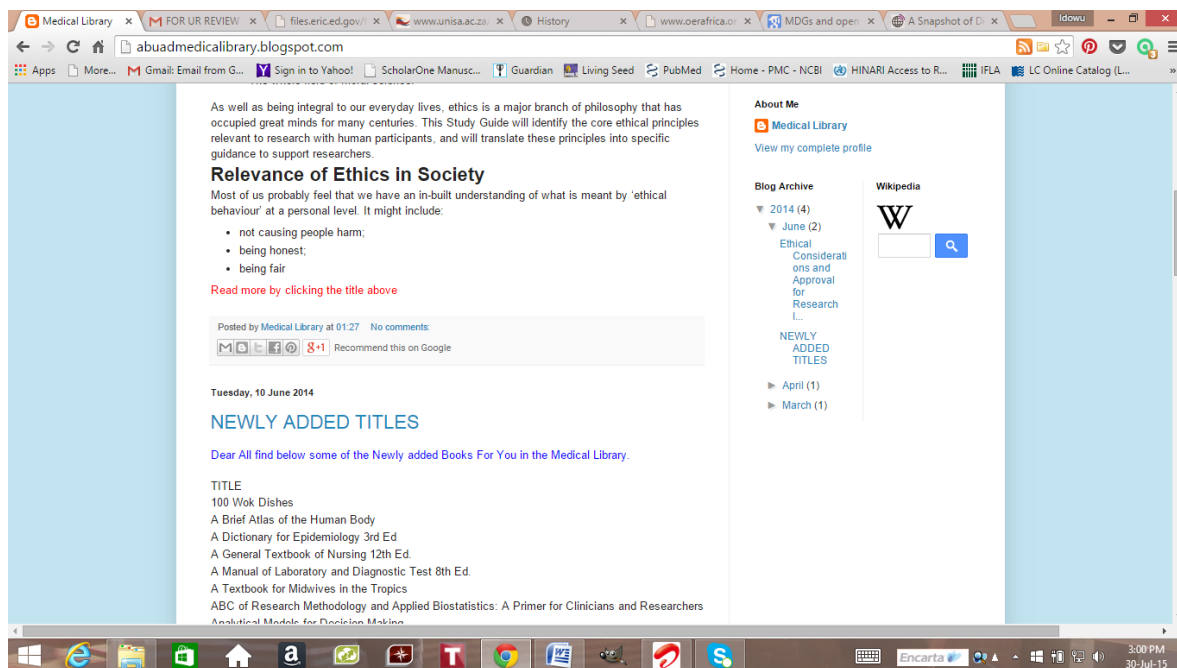 Medical Library
M FOR UR REVIEW
files.eric.ed.gov/
www.unisa.ac.za
History
www.oerafrica.or
MDGs and open
A Snapshot of Di
Idowu
abuadmedicalibrary.blogspot.com
Apps
More...
Gmail: Email from G...
Sign in to Yahoo!
ScholarOne Manusc...
Guardian
Living Seed
PubMed
Home - PMC - NCBI
HINARI Access to R...
IFLA
LC Online Catalog (L...
»
As well as being integral to our everyday lives, ethics is a major branch of philosophy that has
occupied great minds for many centuries. This Study Guide will identify the core ethical principles
relevant to research with human participants, and will translate these principles into specific
guidance to support researchers.
Relevance of Ethics in Society
Most of us probably feel that we have an in-built understanding of what is meant by ‘ethical
behaviour’ at a personal level. It might include:
• not causing people harm;
• being honest;
• being fair
Read more by clicking the title above
Posted by Medical Library at 01:27 No comments:
g+1 Recommend this on Google
Tuesday, 10 June 2014
NEWLY ADDED TITLES
Dear All find below some of the Newly added Books For You in the Medical Library.
TITLE
100 Wok Dishes
A Brief Atlas of the Human Body
A Dictionary for Epidemiology 3rd Ed
A General Textbook of Nursing 12th Ed.
A Manual of Laboratory and Diagnostic Test 8th Ed.
A Textbook for Midwives in the Tropics
ABC of Research Methodology and Applied Biostatistics: A Primer for Clinicians and Researchers
Analytical Models for Decision Making
About Me
Medical Library
View my complete profile
Blog Archive
▼ 2014 (4)
▼ June (2)
Ethical
Considerati
ons and
Approval
for
Research
I...
NEWLY
ADDED
TITLES
► April (1)
► March (1)
Wikipedia
W
Encarta
3:00 PM
30-Jul-15